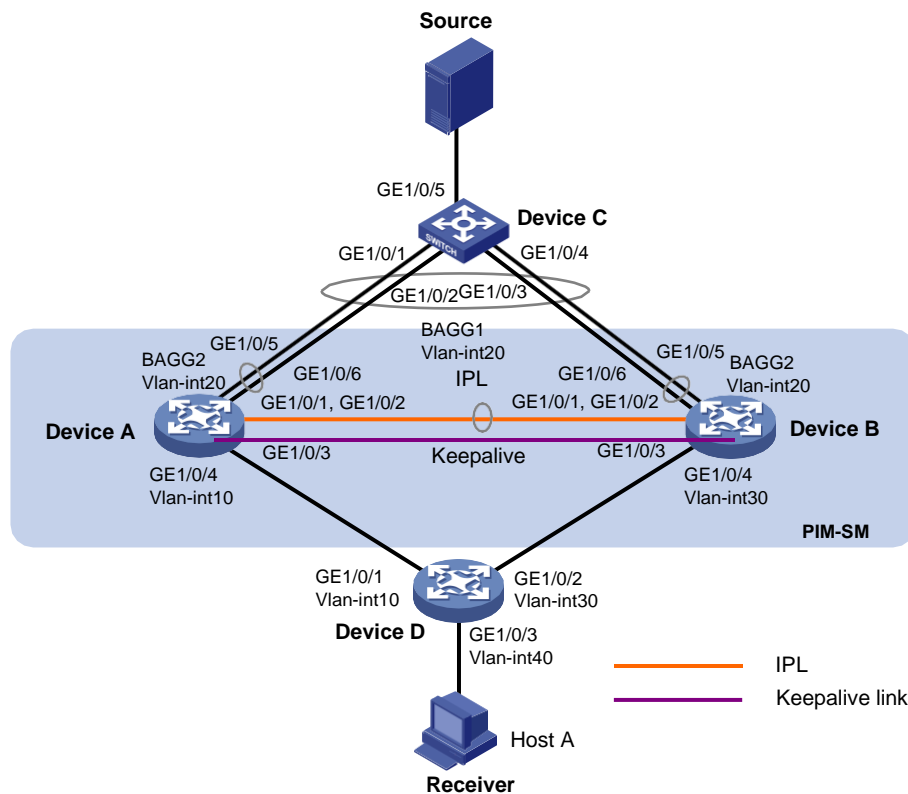 Source
GE1/0/5
Device C
SWITCH
GE1/0/1
GE1/0/4
GE1/0/2
GE1/0/3
BAGG1
Vlan-int20
GE1/0/5
BAGG2
Vlan-int20
GE1/0/6
IPL
GE1/0/6
GE1/0/5
BAGG2
Vlan-int20
GE1/0/1, GE1/0/2
GE1/0/1, GE1/0/2
Device A
Device B
GE1/0/3
Keepalive
GE1/0/3
GE1/0/4
Vlan-int10
GE1/0/4
Vlan-int30
PIM-SM
GE1/0/1
Vlan-int10
GE1/0/2
Vlan-int30
Device D
GE1/0/3
Vlan-int40
IPL
Keepalive link
Host A
Receiver